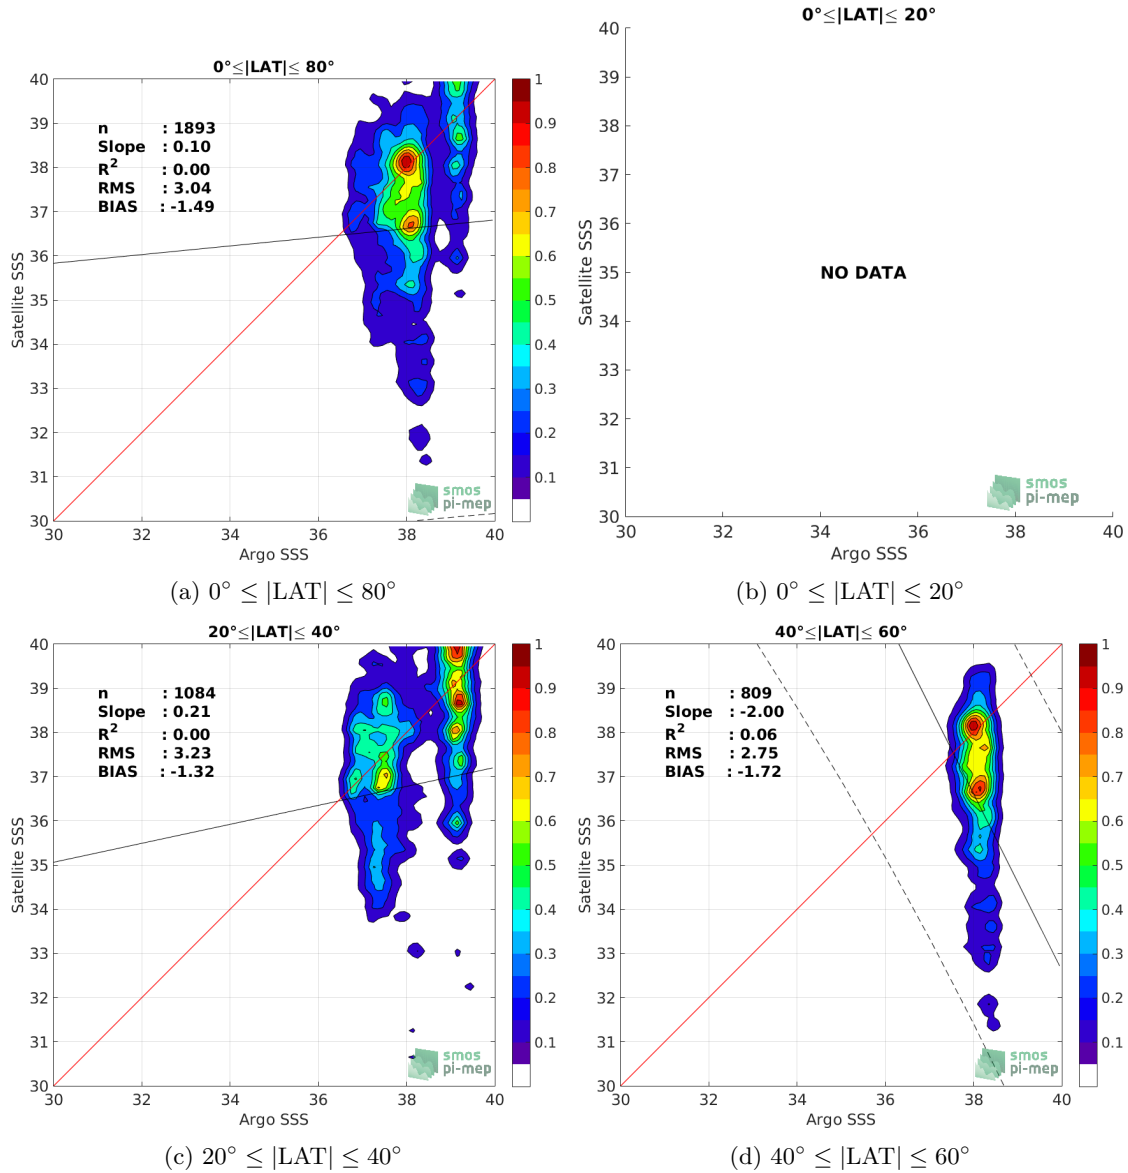 0°≤|LAT|≤ 80°
n : 1893
Slope : 0.10
R2 : 0.00
RMS : 3.04
BIAS : -1.49
Satellite SSS
40
39
38
37
36
35
34
33
32
31
30
30 32 34 36 38 40
Argo SSS
1
0.9
0.8
0.7
0.6
0.5
0.4
0.3
0.2
0.1
smos
pi-mep
(a) 0° ≤ |LAT| ≤ 80°
0°≤|LAT|≤ 20°
Satellite SSS
40
39
38
37
36
35
34
33
32
31
30
NO DATA
30 32 34 36 38 40
Argo SSS
smos
pi-mep
(b) 0° ≤ |LAT| ≤ 20°
20°≤|LAT|≤ 40°
n : 1084
Slope : 0.21
R2 : 0.00
RMS : 3.23
BIAS : -1.32
Satellite SSS
40
39
38
37
36
35
34
33
32
31
30
30 32 34 36 38 40
Argo SSS
1
0.9
0.8
0.7
0.6
0.5
0.4
0.3
0.2
0.1
smos
pi-mep
(c) 20° ≤ |LAT| ≤ 40°
40°≤|LAT|≤ 60°
n : 809
Slope : -2.00
R2 : 0.06
RMS : 2.75
BIAS : -1.72
Satellite SSS
40
39
38
37
36
35
34
33
32
31
30
30 32 34 36 38 40
Argo SSS
1
0.9
0.8
0.7
0.6
0.5
0.4
0.3
0.2
0.1
smos
pi-mep
(d) 40° ≤ |LAT| ≤ 60°